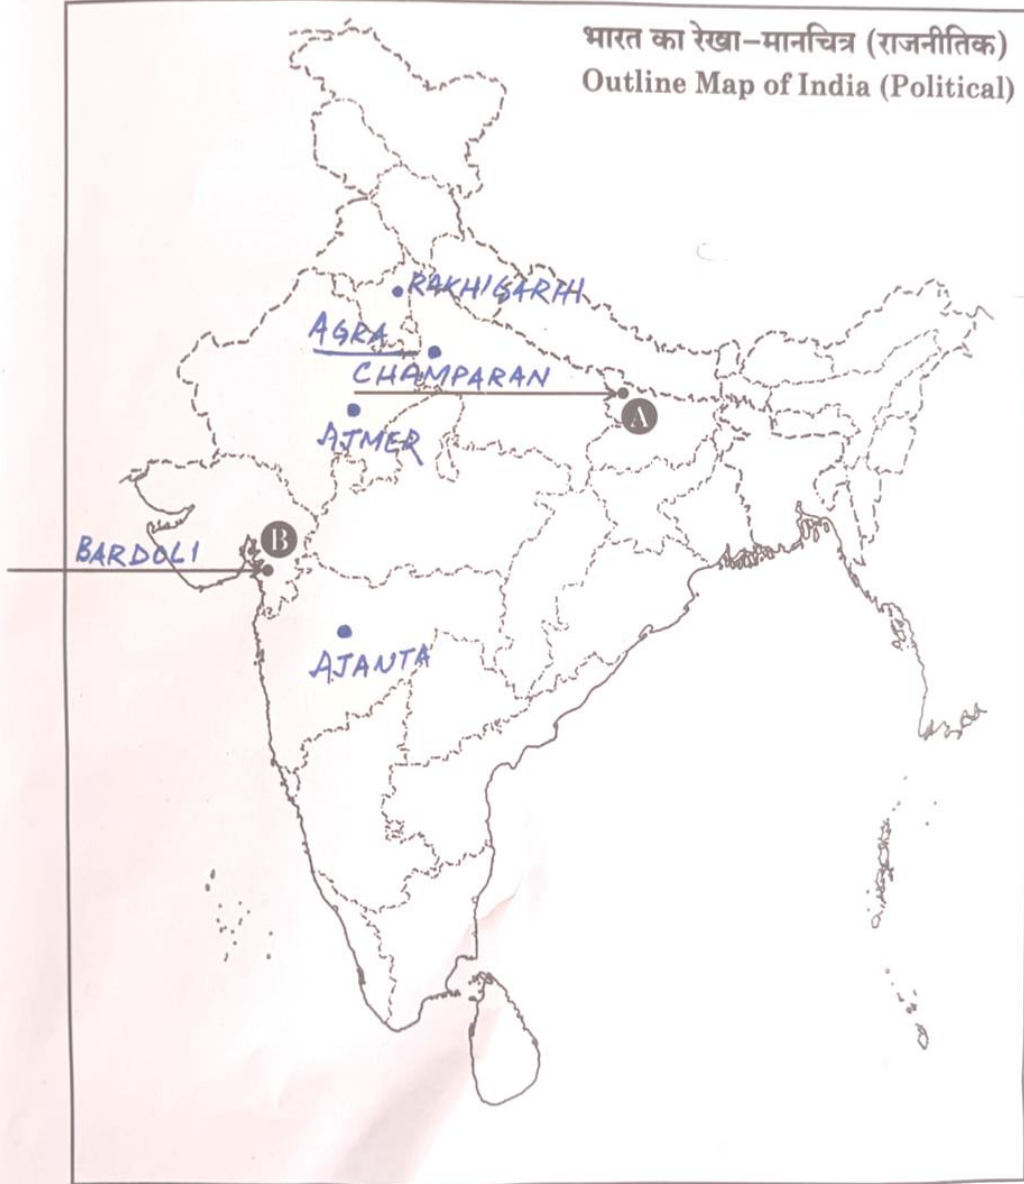 भारत का रेखा-मानचित्र (राजनीतिक)
Outline Map of India (Political)
RAKHIGARHI
AGRA
CHAMPARAN
A
AJMER
B
BARDOLI
AJANTA